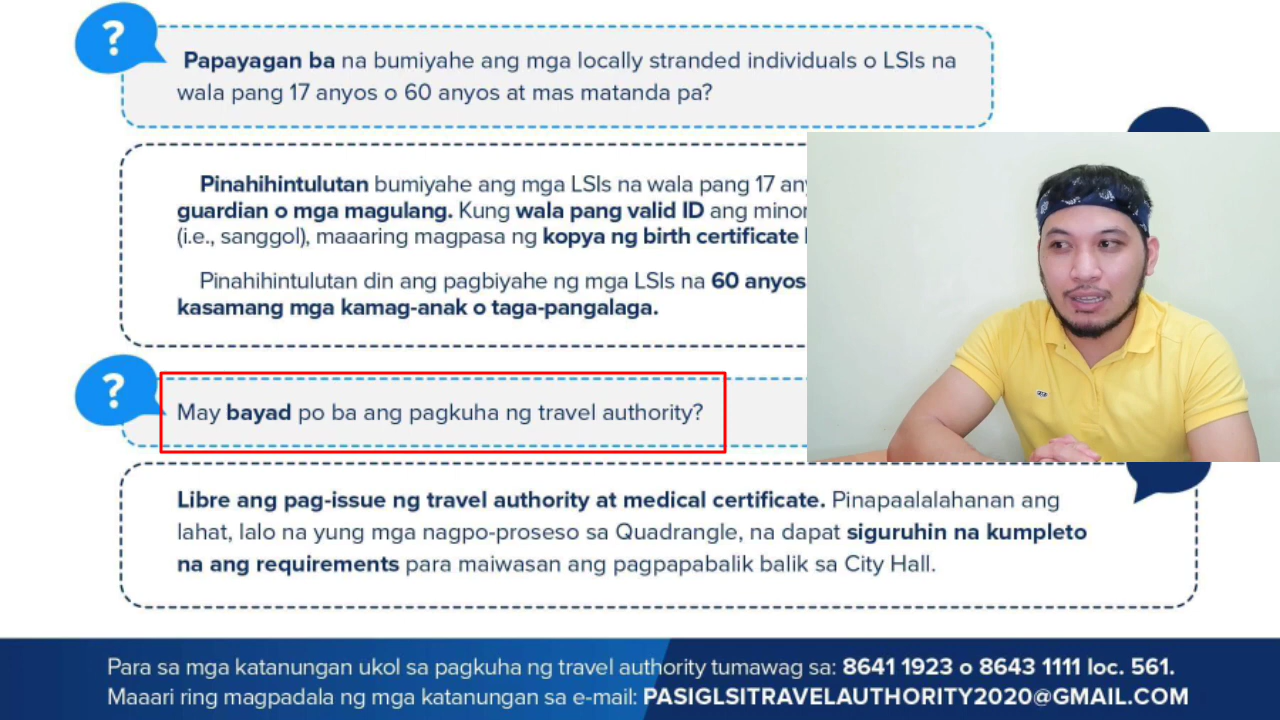 ?
Papayagan ba na bumiyahe ang mga locally stranded individuals o LSIs na
wala pang 17 anyos o 60 anyos at mas matanda pa?
Pinahihintulutan bumiyahe ang mga LSIs na wala pang 17
guardian o mga magulang. Kung wala pang valid ID ang
(i.e., sanggol), maaaring magpasa ng kopya ng birth certificate
Pinahihintulutan din ang pagbiyahe ng mga LSIs na 60 anyos
kasamang mga kamag-anak o taga-pangalaga.
?
May bayad po ba ang pagkuha ng travel authority?
Libre ang pag-issue ng travel authority at medical certificate. Pinapaalalahanan ang
lahat, lalo na yung mga nagpo-proseso sa Quadrangle, na dapat siguruhin na kumpleto
na ang requirements para maiwasan ang pagpapabalik balik sa City Hall.
Para sa mga katanungan ukol sa pagkuha ng travel authority tumawag sa: 8641 1923 o 8643 1111 loc. 561.
Maaari ring magpadala ng mga katanungan sa e-mail: PASIGLSITRAVELAUTHORITY2020@GMAIL.COM